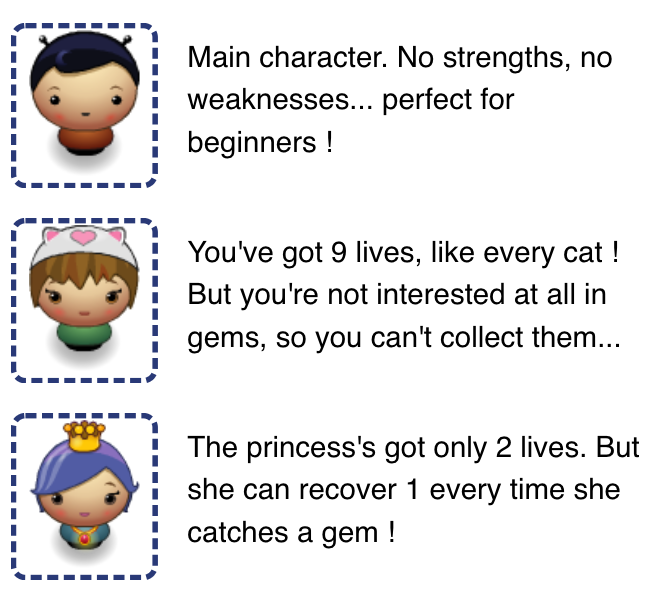 Main character. No strengths, no
weaknesses... perfect for
beginners !
You've got 9 lives, like every cat !
But you're not interested at all in
gems, so you can't collect them...
The princess's got only 2 lives. But
she can recover 1 every time she
catches a gem !